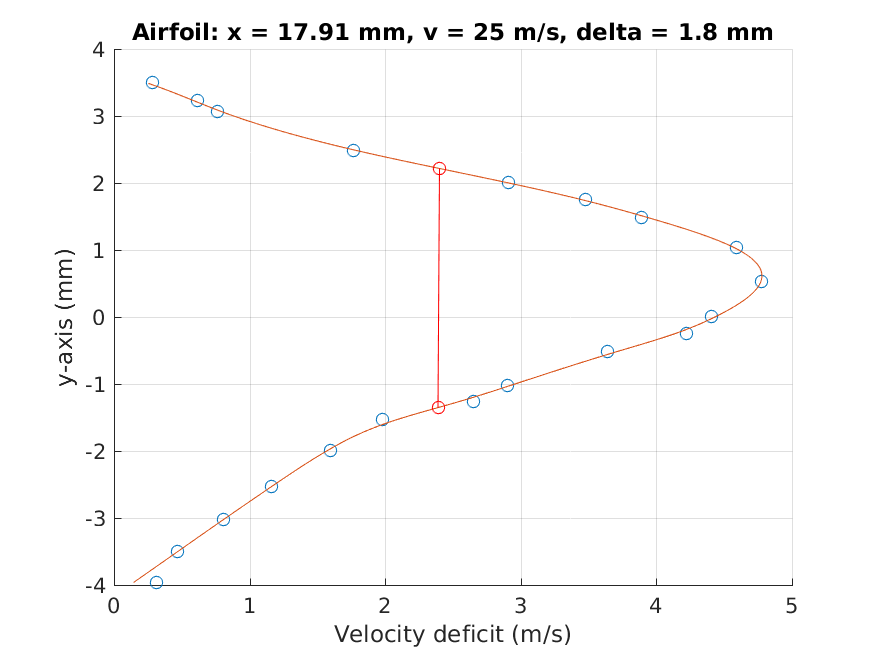 Airfoil: x = 17.91 mm, v = 25 m/s, delta = 1.8 mm
4
3
2
1
0
-1
-2
-3
-4
y-axis (mm)
0 1 2 3 4 5
Velocity deficit (m/s)